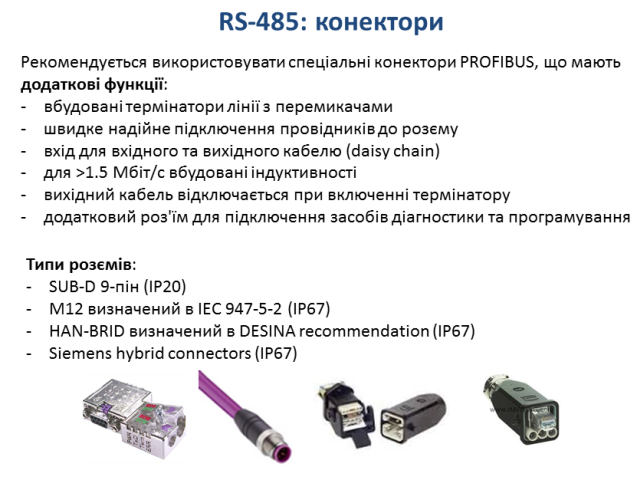 RS-485: конектори
Рекомендується використовувати спеціальні конектори PROFIBUS, що мають
додаткові функції:
- вбудовані термінатори лінії з перемикачами
- швидке надійне підключення провідників до розєму
- вхід для вхідного та вихідного кабелю (daisy chain)
- для >1.5 Мбіт/с вбудовані індуктивності
- вихідний кабель відключається при включенні термінатору
- додатковий роз'їм для підключення засобів діагностики та програмування
Типи розємів:
- SUB-D 9-пін (IP20)
- M12 визначений в IEC 947-5-2 (IP67)
- HAN-BRID визначений в DESINA recommendation (IP67)
- Siemens hybrid connectors (IP67)